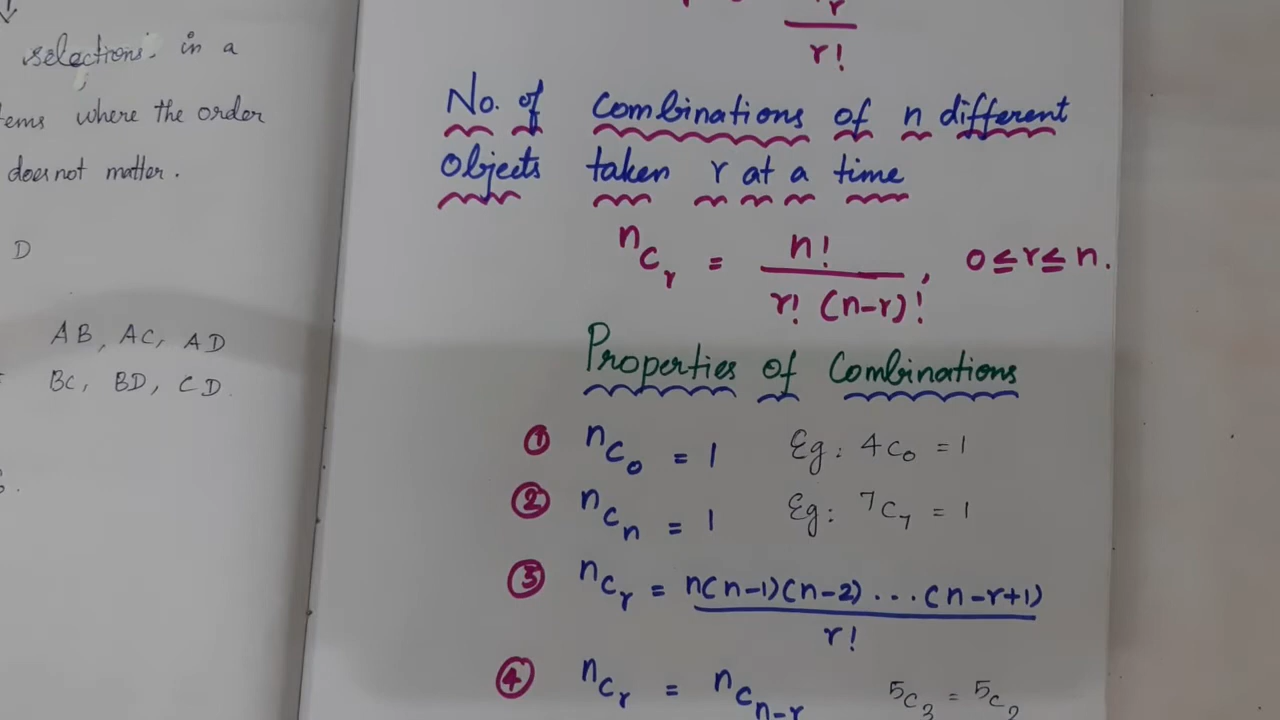 selections in a
tems where the order
does not matter.
D
AB, AC, AD
BC, BD, CD.
r
r!
No. of Combinations of n different
objects taken r at a time
nCr = n! / r! (n-r)! , 0≤r≤n.
Properties of Combinations
① nC0 = 1 Eg: 4C0 = 1
② nCn = 1 Eg: 7C7 = 1
③ nCr = n(n-1)(n-2)...(n-r+1) / r!
④ nCr = nCn-r 5C3 = 5C2